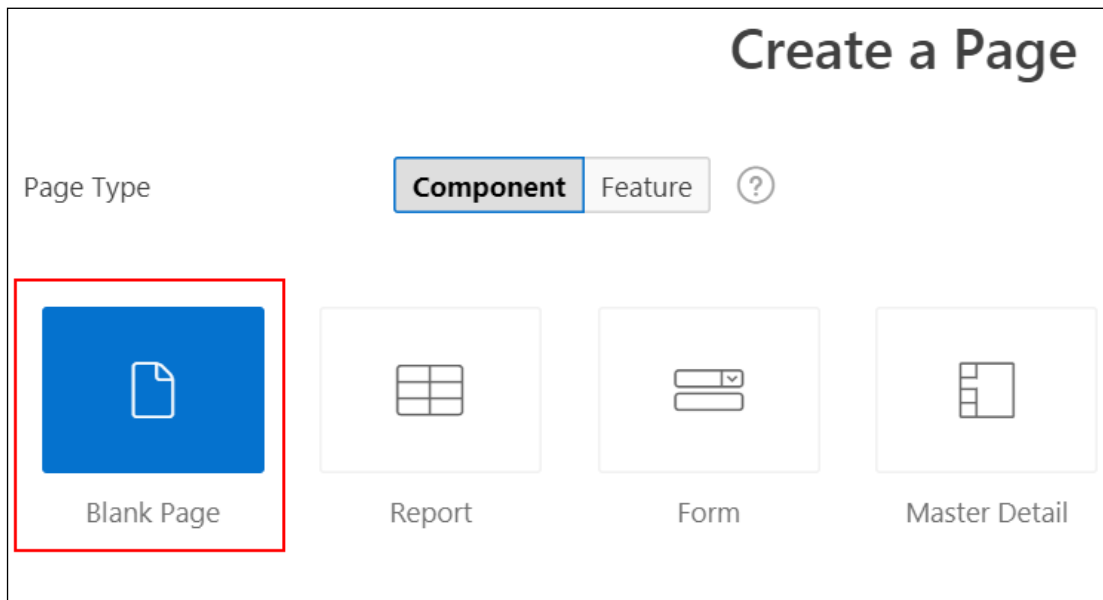 Create a Page
Page Type Component Feature ?
Blank Page Report Form Master Detail